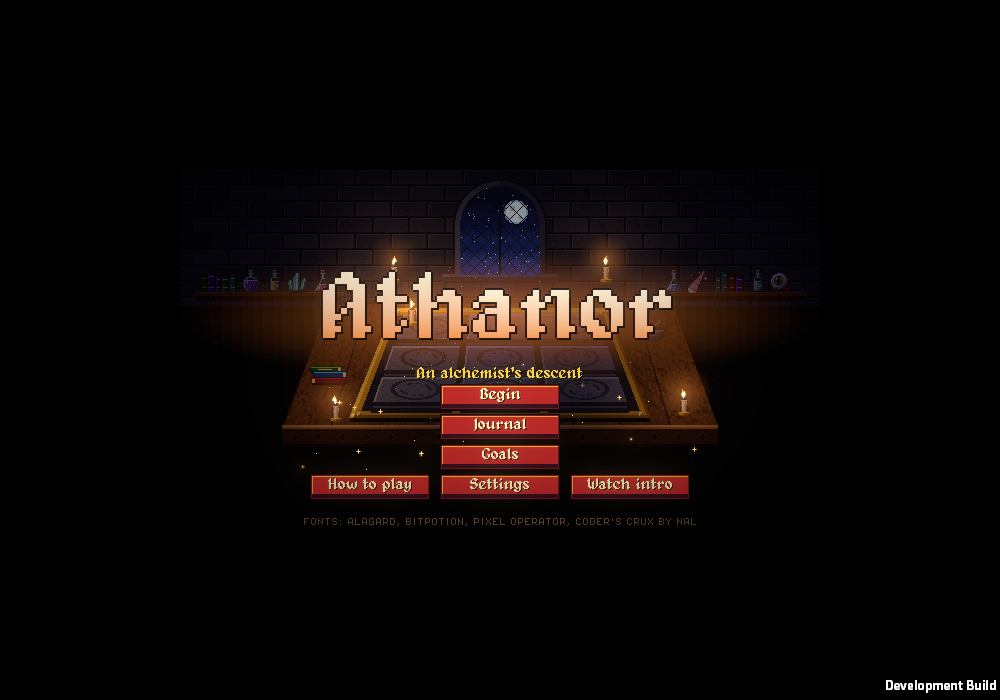 Athanor
An alchemist's descent
Begin
Journal
Goals
How to play Settings Watch intro
FONTS: ALAGARD, BITPOTION, PIXEL OPERATOR, CODER'S CRUX BY NAL
Development Build